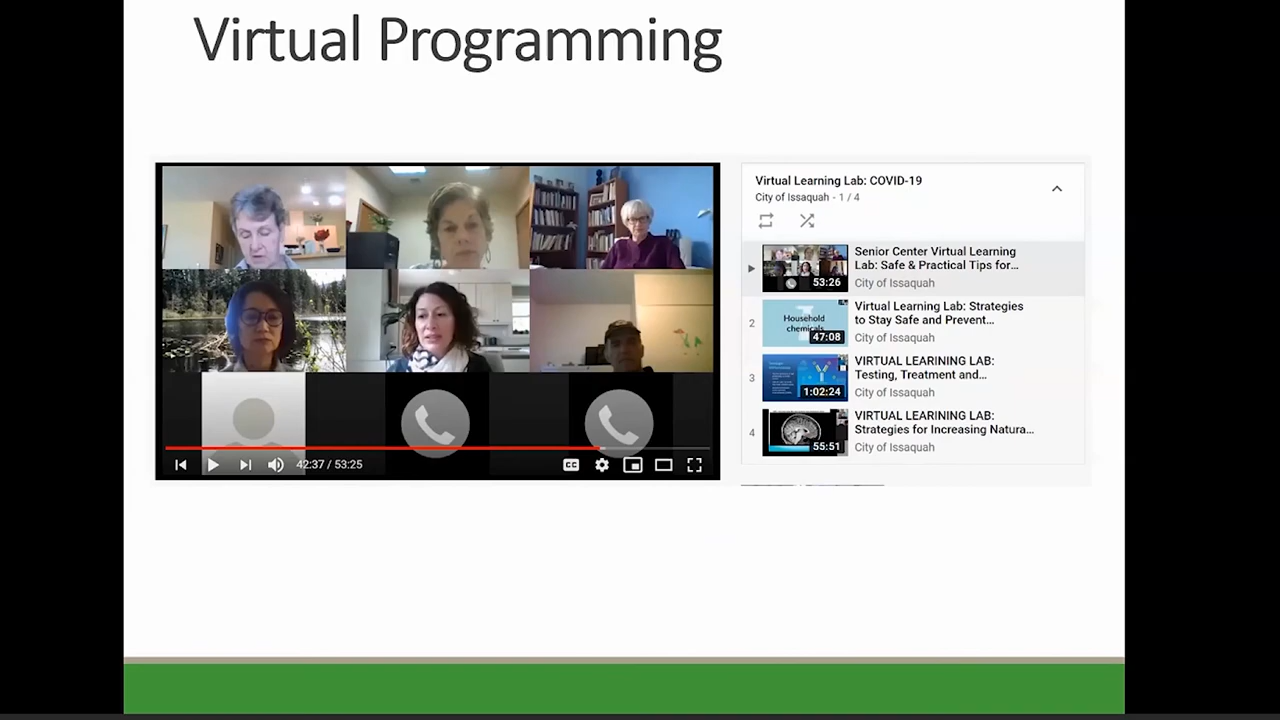 Virtual Programming
42:37 / 53:25
CC
Virtual Learning Lab: COVID-19
City of Issaquah - 1 / 4
53:26
Senior Center Virtual Learning
Lab: Safe & Practical Tips for...
City of Issaquah
2
Household
chemicals
47:08
Virtual Learning Lab: Strategies
to Stay Safe and Prevent...
City of Issaquah
3
1:02:24
VIRTUAL LEARINING LAB:
Testing, Treatment and...
City of Issaquah
4
55:51
VIRTUAL LEARINING LAB:
Strategies for Increasing Natura...
City of Issaquah